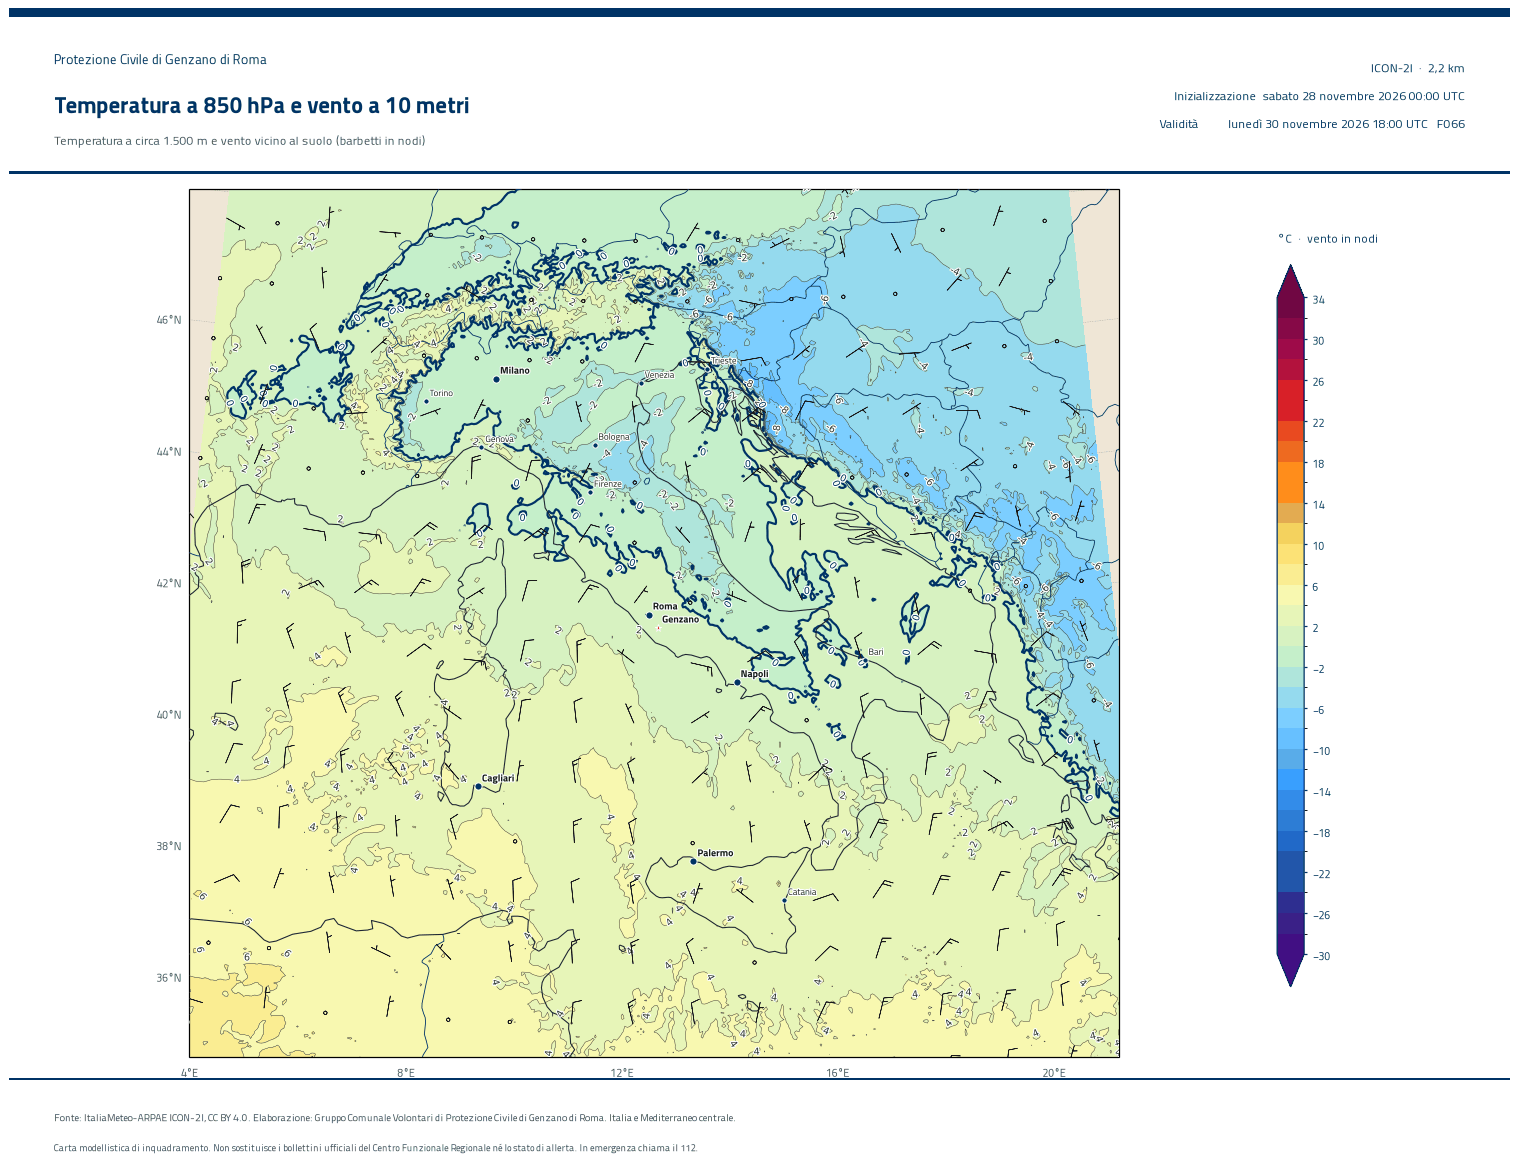 Protezione Civile di Genzano di Roma
Temperatura a 850 hPa e vento a 10 metri
Temperatura a circa 1.500 m e vento vicino al suolo (barbetti in nodi)
ICON-2I · 2,2 km
Inizializzazione sabato 28 novembre 2026 00:00 UTC
Validità lunedì 30 novembre 2026 18:00 UTC F066
°C · vento in nodi
34
30
26
22
18
14
10
6
2
−2
−6
−10
−14
−18
−22
−26
−30
46°N
44°N
42°N
40°N
38°N
36°N
4°E
8°E
12°E
16°E
20°E
Trieste
Milano
Venezia
Torino
Genova
Bologna
Firenze
Roma
Genzano
Bari
Napoli
Cagliari
Palermo
Catania
Fonte: ItaliaMeteo-ARPAE ICON-2I, CC BY 4.0. Elaborazione: Gruppo Comunale Volontari di Protezione Civile di Genzano di Roma. Italia e Mediterraneo centrale.
Carta modellistica di inquadramento. Non sostituisce i bollettini ufficiali del Centro Funzionale Regionale né lo stato di allerta. In emergenza chiama il 112.